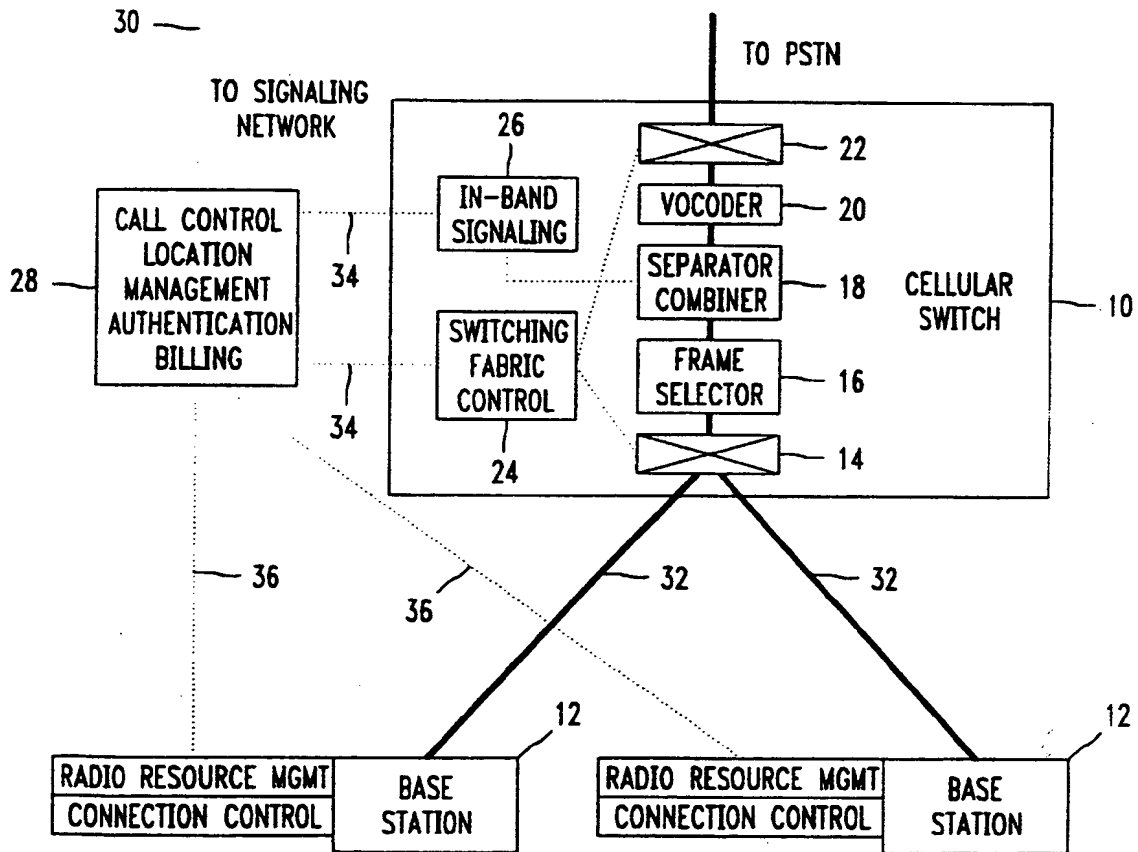 30
TO PSTN
TO SIGNALING
NETWORK
26
22
IN-BAND
SIGNALING
VOCODER
20
CALL CONTROL
LOCATION
MANAGEMENT
AUTHENTICATION
BILLING
28
34
SEPARATOR
COMBINER
18
CELLULAR
SWITCH
10
SWITCHING
FABRIC
CONTROL
FRAME
SELECTOR
16
34
24
14
36
36
32
32
12
12
RADIO RESOURCE MGMT
CONNECTION CONTROL
BASE
STATION
RADIO RESOURCE MGMT
CONNECTION CONTROL
BASE
STATION